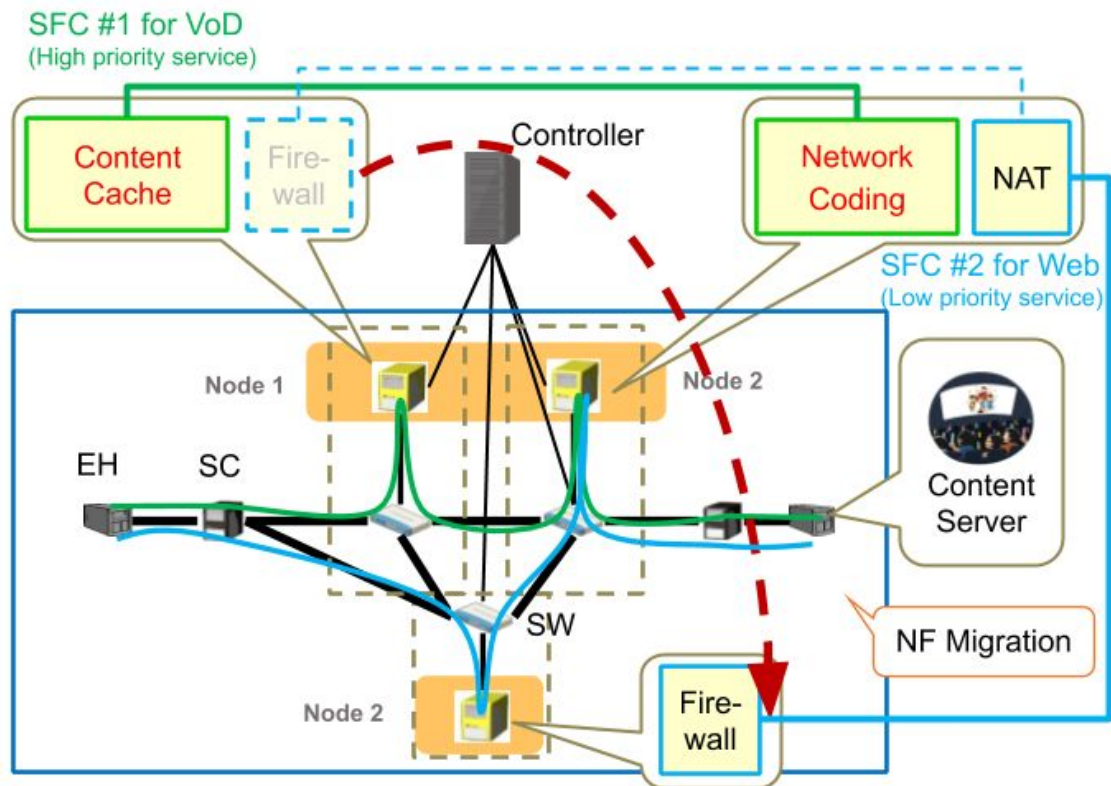 SFC #1 for VoD
(High priority service)
Content
Cache
Fire-
wall
Controller
Network
Coding
NAT
SFC #2 for Web
(Low priority service)
Node 1
Node 2
EH
SC
Content
Server
SW
NF Migration
Node 2
Fire-
wall